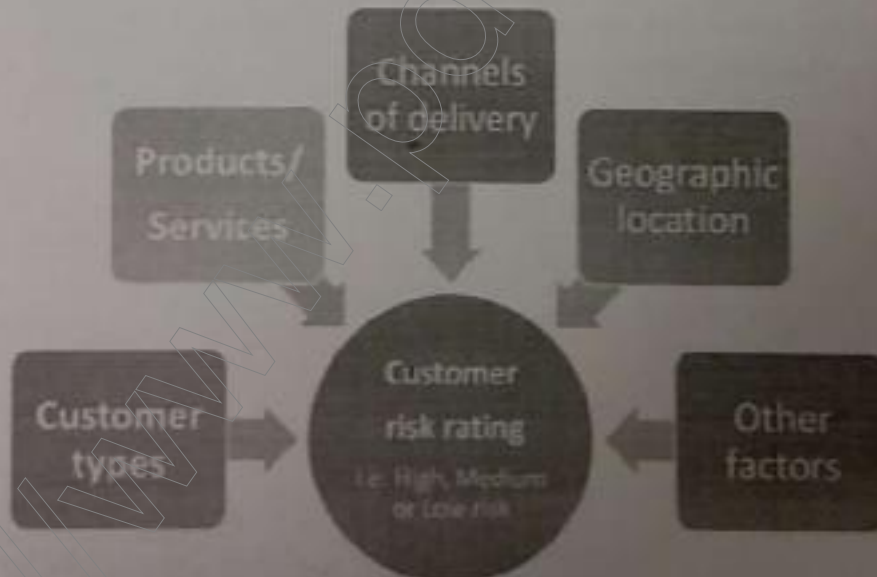 Channels
of delivery
Products/
Services
Geographic
location
Customer
types
Customer
risk rating
i.e. High, Medium
or Low risk
Other
factors